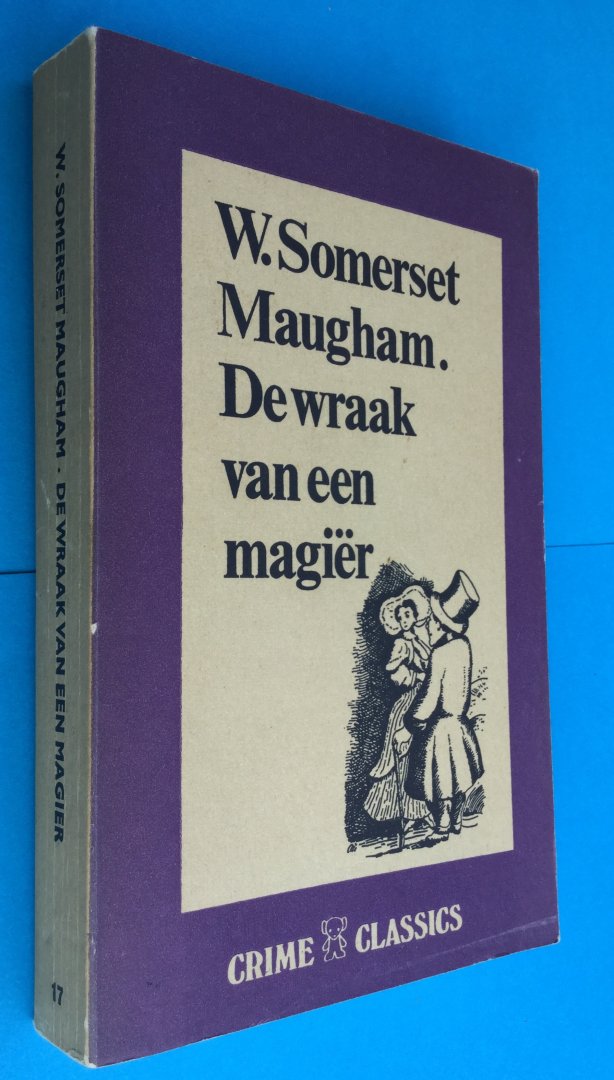 W. SOMERSET MAUGHAM · DE WRAAK VAN EEN MAGIER
17
W. Somerset
Maugham.
De wraak
van een
magiër
CRIME CLASSICS